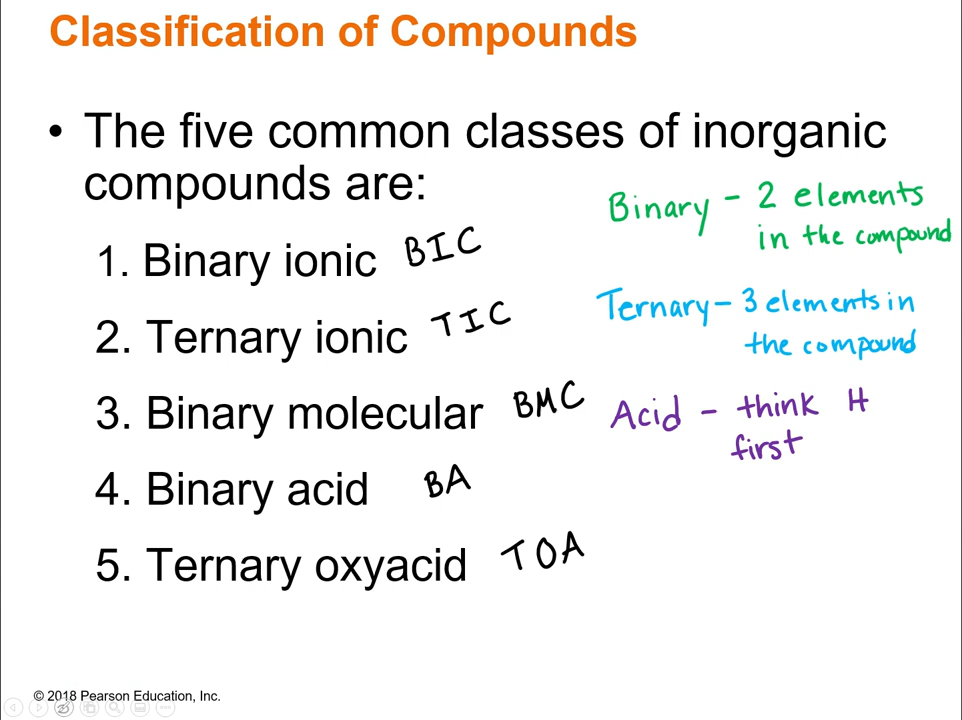 Classification of Compounds
• The five common classes of inorganic
compounds are:
1. Binary ionic BIC
2. Ternary ionic TIC
3. Binary molecular BMC
4. Binary acid BA
5. Ternary oxyacid TOA
Binary - 2 elements
in the compound
Ternary - 3 elements in
the compound
Acid - think H
first
© 2018 Pearson Education, Inc.